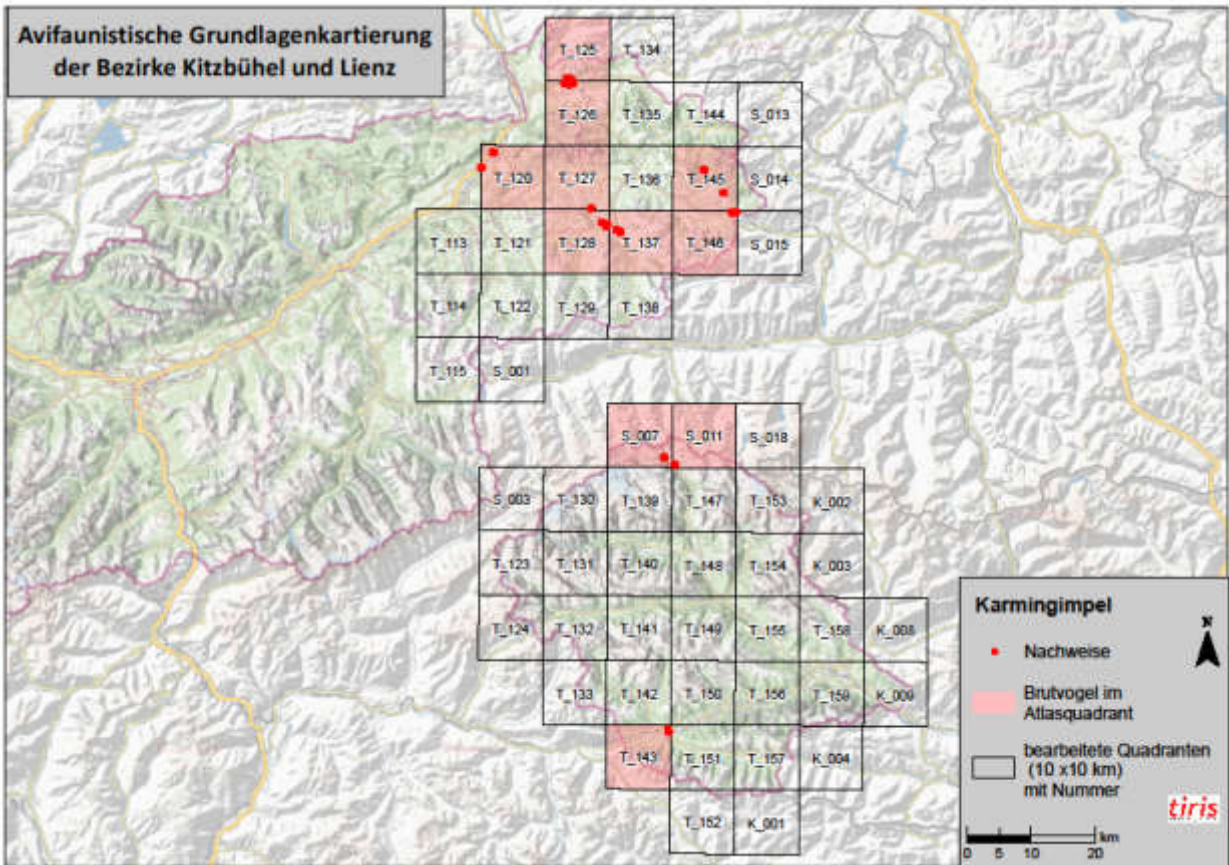 Avifaunistische Grundlagenkartierung
der Bezirke Kitzbühel und Lienz
T_125 T_134
T_126 T_135 T_144 S_013
T_120 T_127 T_136 T_145 S_014
T_113 T_121 T_128 T_137 T_146 S_015
T_114 T_122 T_129 T_138
T_115 S_001
S_007 S_011 S_018
S_003 T_130 T_139 T_147 T_153 K_002
T_123 T_131 T_140 T_148 T_154 K_003
T_124 T_132 T_141 T_149 T_155 T_158 K_008
T_133 T_142 T_150 T_156 T_159 K_009
T_143 T_151 T_157 K_004
T_152 K_001
Karmingimpel
N
Nachweise
Brutvogel im
Atlasquadrant
bearbeitete Quadranten
(10 x10 km)
mit Nummer
tiris
km
0 5 10 20